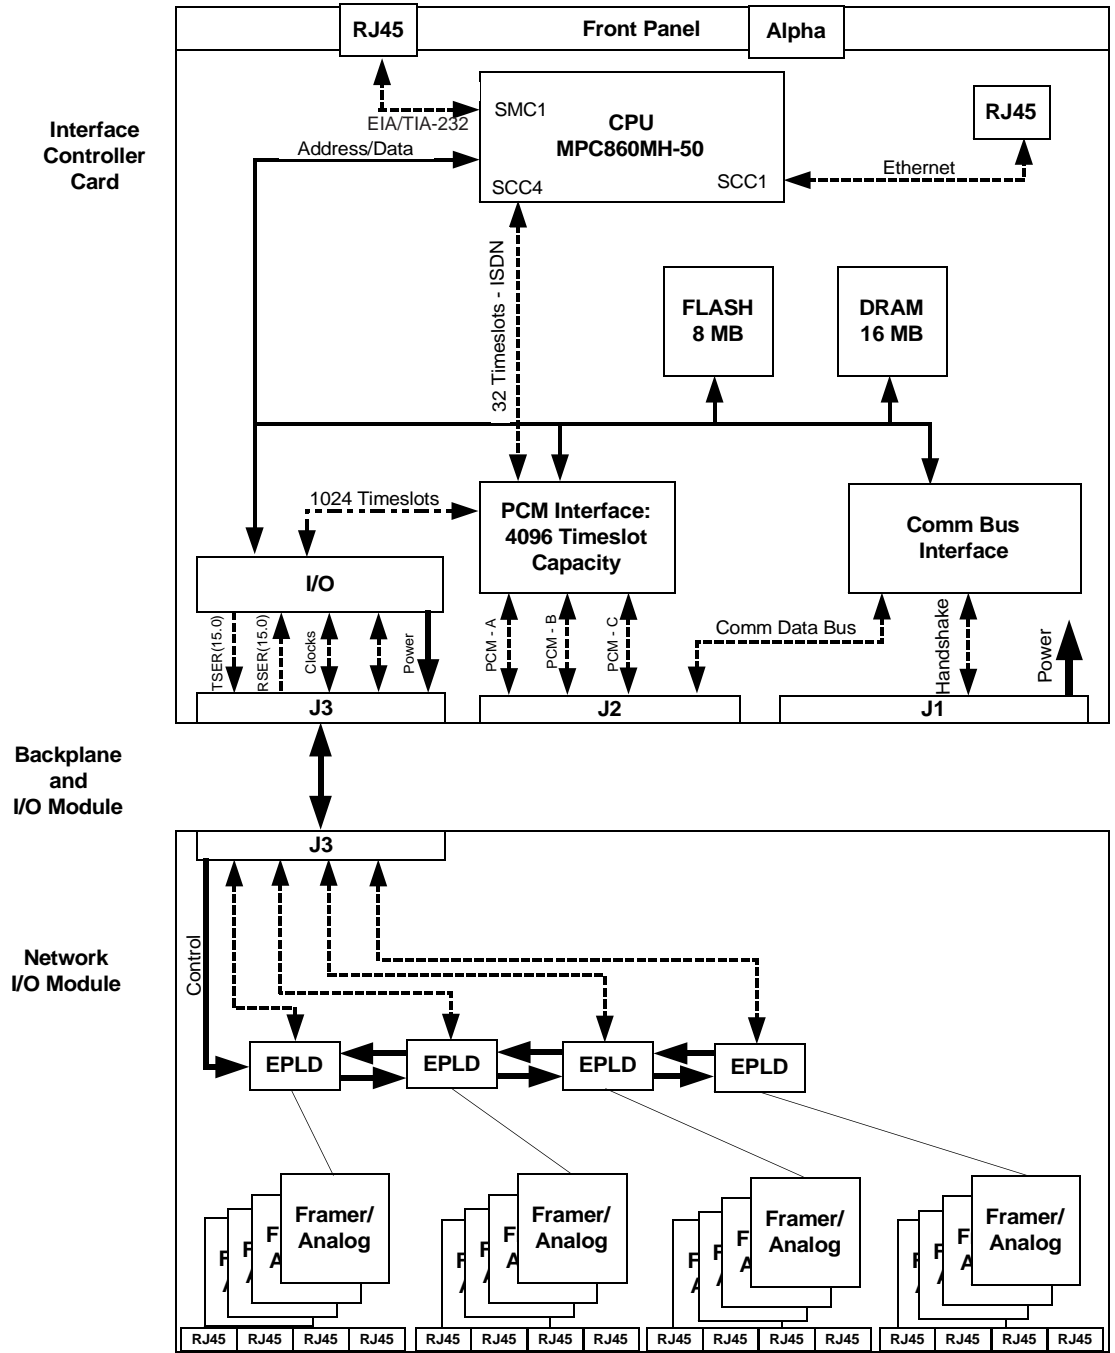 RJ45
Front Panel
Alpha
Interface
Controller
Card
SMC1
EIA/TIA-232
CPU
MPC860MH-50
RJ45
Address/Data
SCC4
SCC1
Ethernet
32 Timeslots - ISDN
FLASH
8 MB
DRAM
16 MB
1024 Timeslots
PCM Interface:
4096 Timeslot
Capacity
Comm Bus
Interface
I/O
TSER(15.0)
RSER(15.0)
Clocks
Power
PCM - A
PCM - B
PCM - C
Comm Data Bus
Handshake
Power
J3
J2
J1
Backplane
and
I/O Module
J3
Control
Network
I/O Module
EPLD
EPLD
EPLD
EPLD
Framer/
Analog
F
A
F
A
Framer/
Analog
F
A
F
A
Framer/
Analog
F
A
F
A
Framer/
Analog
F
A
F
A
RJ45 RJ45 RJ45 RJ45 RJ45 RJ45 RJ45 RJ45 RJ45 RJ45 RJ45 RJ45 RJ45 RJ45 RJ45 RJ45